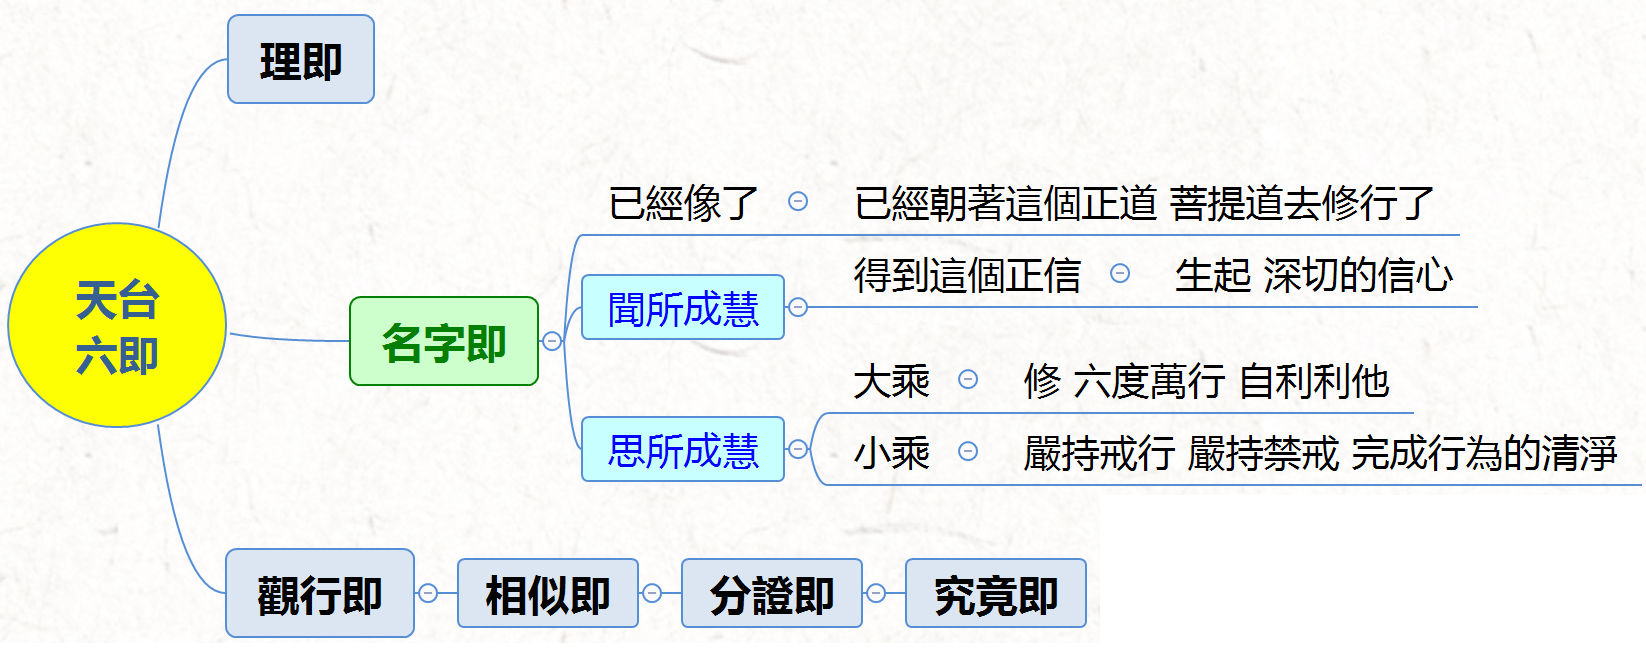 理即
天台
六即
名字即
已經像了 已經朝著這個正道 菩提道去修行了
聞所成慧
得到這個正信 生起 深切的信心
思所成慧
大乘 修 六度萬行 自利利他
小乘 嚴持戒行 嚴持禁戒 完成行為的清淨
觀行即 相似即 分證即 究竟即